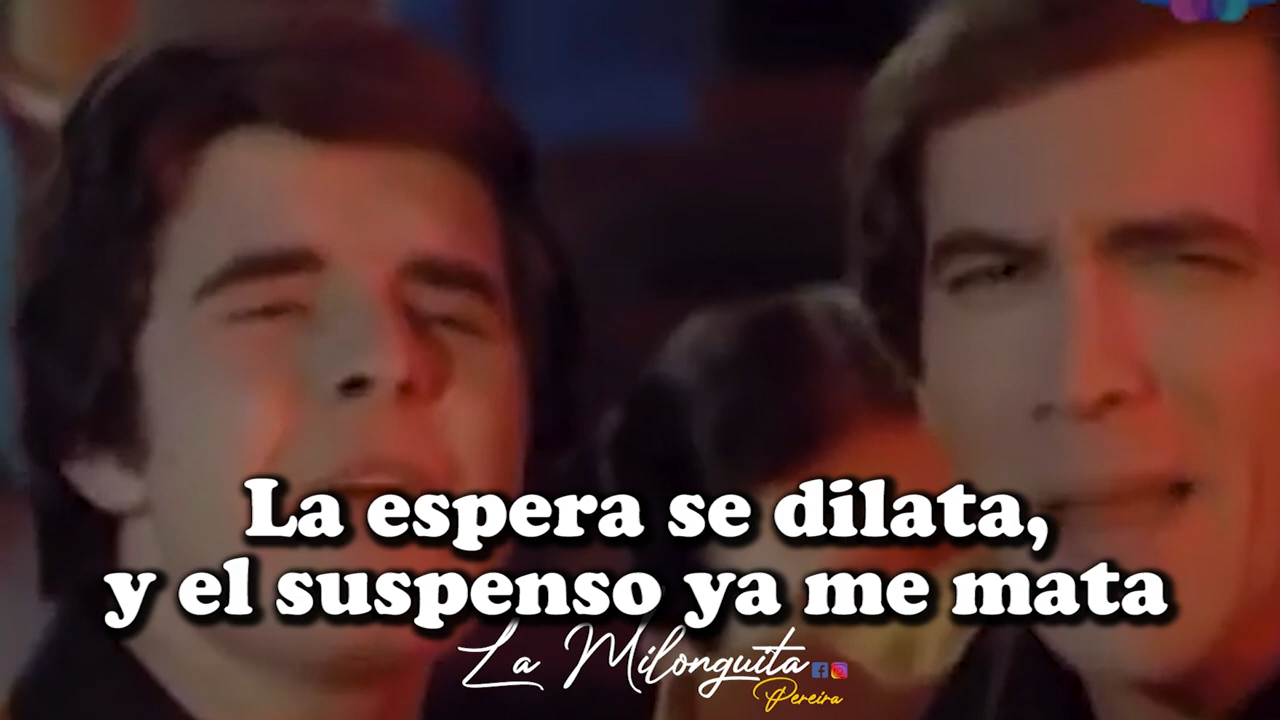 La espera se dilata,
y el suspenso ya me mata
La Milonguita
Pereira